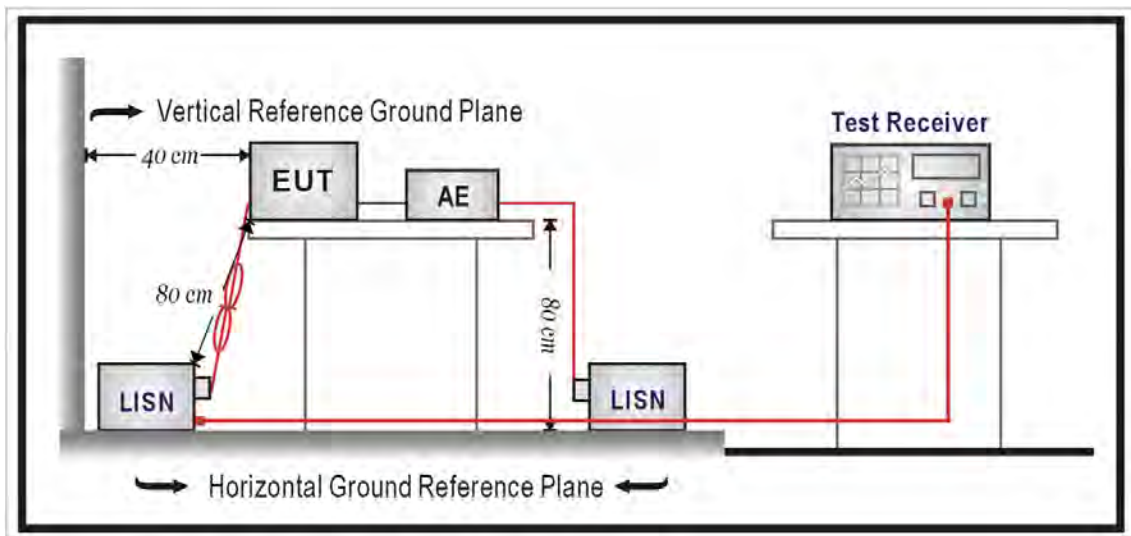 Vertical Reference Ground Plane
Test Receiver
40 cm
EUT
AE
80 cm
80 cm
LISN
LISN
Horizontal Ground Reference Plane